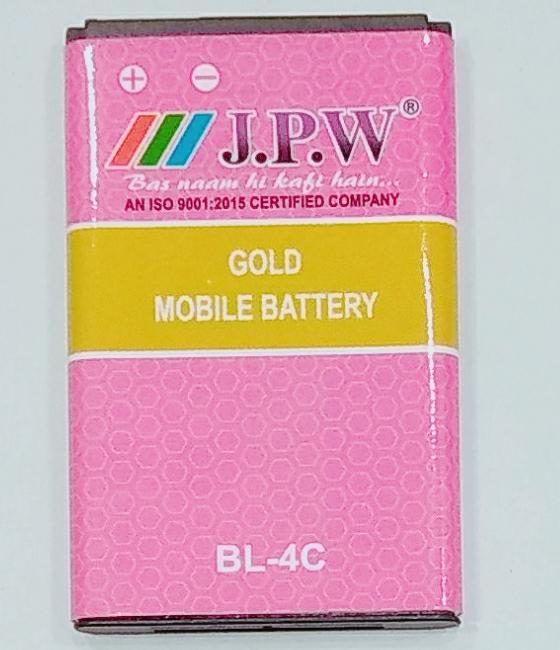 + −
J.P.W®
Bas naam hi kafi hain...
AN ISO 9001:2015 CERTIFIED COMPANY
GOLD
MOBILE BATTERY
BL-4C